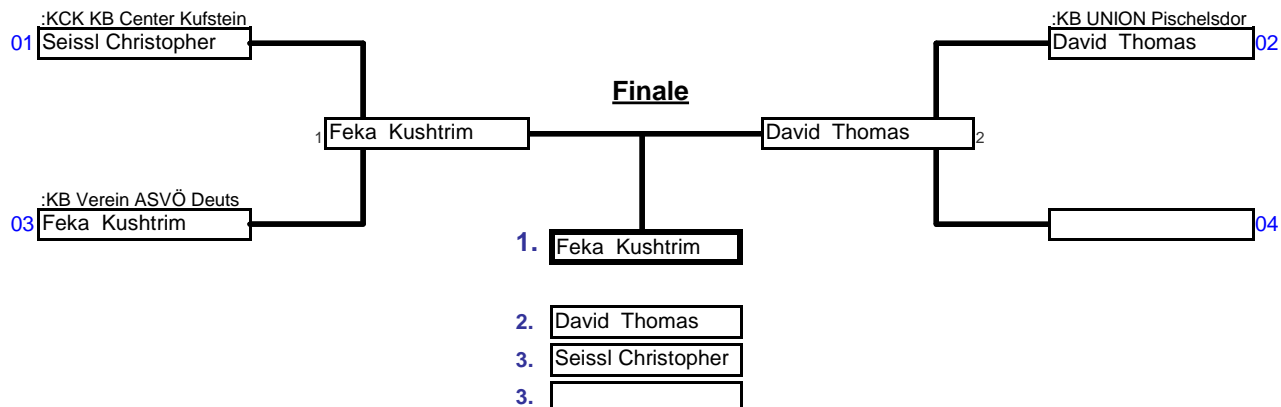 :KCK KB Center Kufstein
:KB UNION Pischelsdor
01 Seissl Christopher
David Thomas 02
Finale
1 Feka Kushtrim
David Thomas 2
:KB Verein ASVÖ Deuts
03 Feka Kushtrim
04
1. Feka Kushtrim
2. David Thomas
3. Seissl Christopher
3.